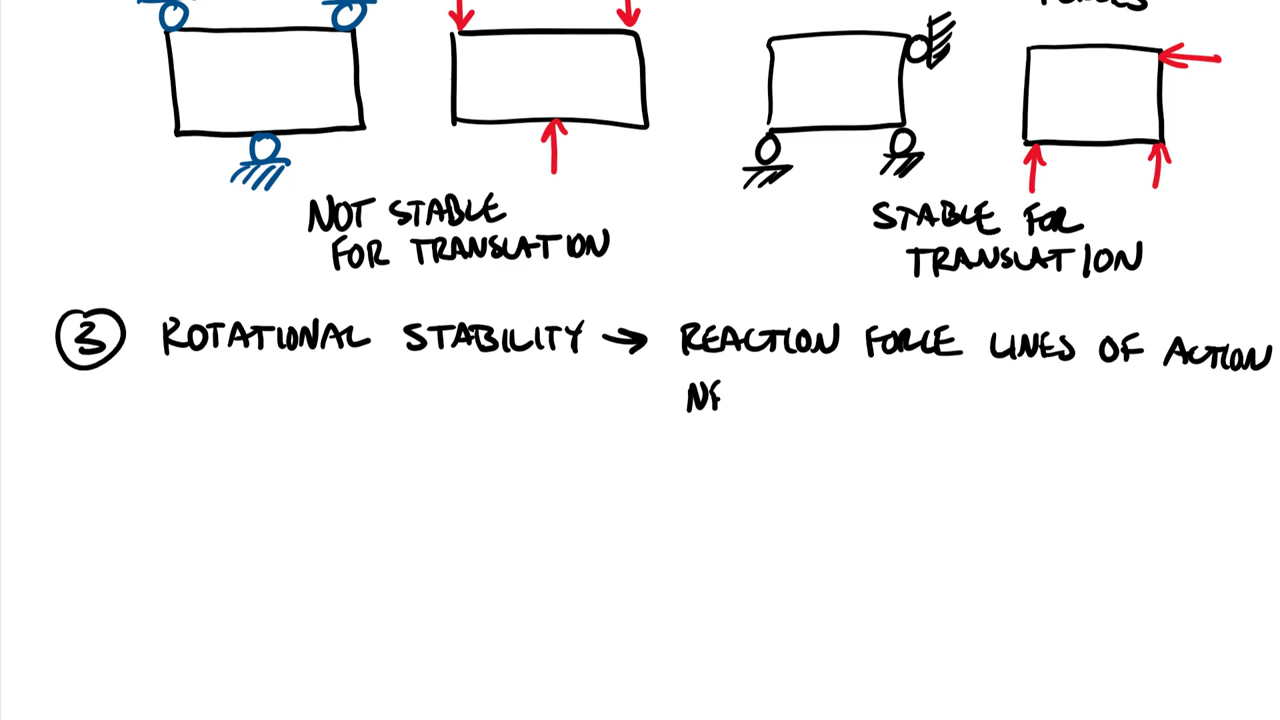 NOT STABLE
FOR TRANSLATION
STABLE FOR
TRANSLATION
3 ROTATIONAL STABILITY → REACTION FORCE LINES OF ACTION